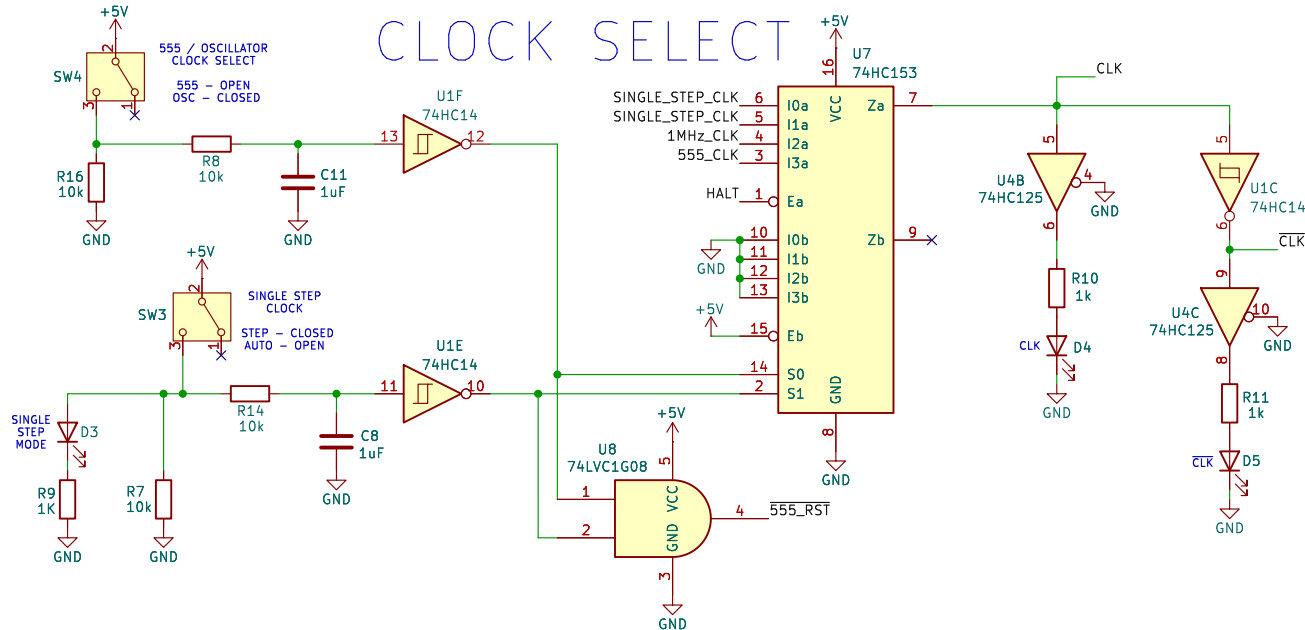 CLOCK SELECT
+5V
2
SW4
3
1
555 / OSCILLATOR
CLOCK SELECT
555 - OPEN
OSC - CLOSED
R16
10k
GND
R8
10k
C11
1uF
GND
U1F
74HC14
13
12
+5V
2
SW3
3
1
SINGLE STEP
CLOCK
STEP - CLOSED
AUTO - OPEN
SINGLE
STEP
MODE
D3
R9
1K
GND
R7
10k
GND
R14
10k
C8
1uF
GND
U1E
74HC14
11
10
+5V
16
U7
74HC153
VCC
SINGLE_STEP_CLK 6 I0a
SINGLE_STEP_CLK 5 I1a
1MHz_CLK 4 I2a
555_CLK 3 I3a
HALT 1 Ea
10 I0b
11 I1b
12 I2b
13 I3b
GND
+5V
15 Eb
14 S0
2 S1
Za 7
Zb 9
GND
8
GND
U8
74LVC1G08
+5V
5
VCC
1
2
GND
3
GND
4
555_RST
CLK
5
U4B
74HC125
4
GND
6
R10
1k
CLK
D4
GND
5
U1C
74HC14
6
CLK
9
U4C
74HC125
10
GND
8
R11
1k
CLK
D5
GND